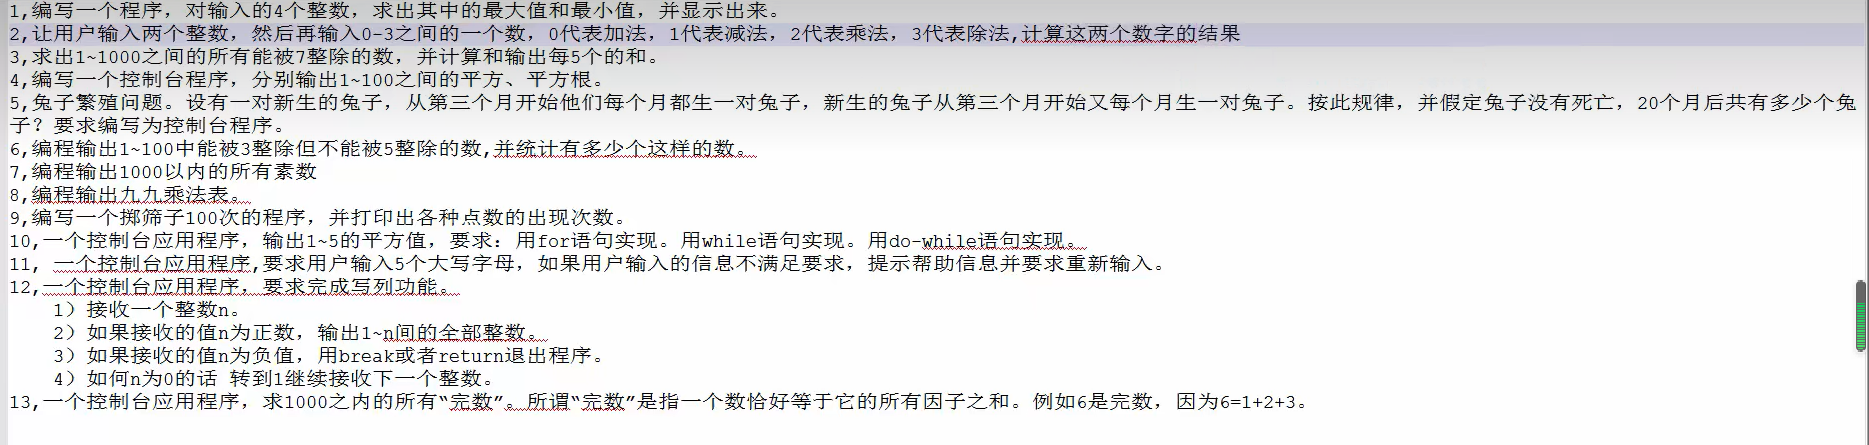 1,编写一个程序，对输入的4个整数，求出其中的最大值和最小值，并显示出来。
2,让用户输入两个整数，然后再输入0-3之间的一个数，0代表加法，1代表减法，2代表乘法，3代表除法,计算这两个数字的结果
3,求出1~1000之间的所有能被7整除的数，并计算和输出每5个的和。
4,编写一个控制台程序，分别输出1~100之间的平方、平方根。
5,兔子繁殖问题。设有一对新生的兔子，从第三个月开始他们每个月都生一对兔子，新生的兔子从第三个月开始又每个月生一对兔子。按此规律，并假定兔子没有死亡，20个月后共有多少个兔
子？要求编写为控制台程序。
6,编程输出1~100中能被3整除但不能被5整除的数,并统计有多少个这样的数。
7,编程输出1000以内的所有素数
8,编程输出九九乘法表。
9,编写一个掷筛子100次的程序，并打印出各种点数的出现次数。
10,一个控制台应用程序，输出1~5的平方值，要求：用for语句实现。用while语句实现。用do-while语句实现。
11, 一个控制台应用程序,要求用户输入5个大写字母，如果用户输入的信息不满足要求，提示帮助信息并要求重新输入。
12,一个控制台应用程序，要求完成写列功能。
1）接收一个整数n。
2）如果接收的值n为正数，输出1~n间的全部整数。
3）如果接收的值n为负值，用break或者return退出程序。
4）如何n为0的话 转到1继续接收下一个整数。
13,一个控制台应用程序，求1000之内的所有“完数”。所谓“完数”是指一个数恰好等于它的所有因子之和。例如6是完数，因为6=1+2+3。